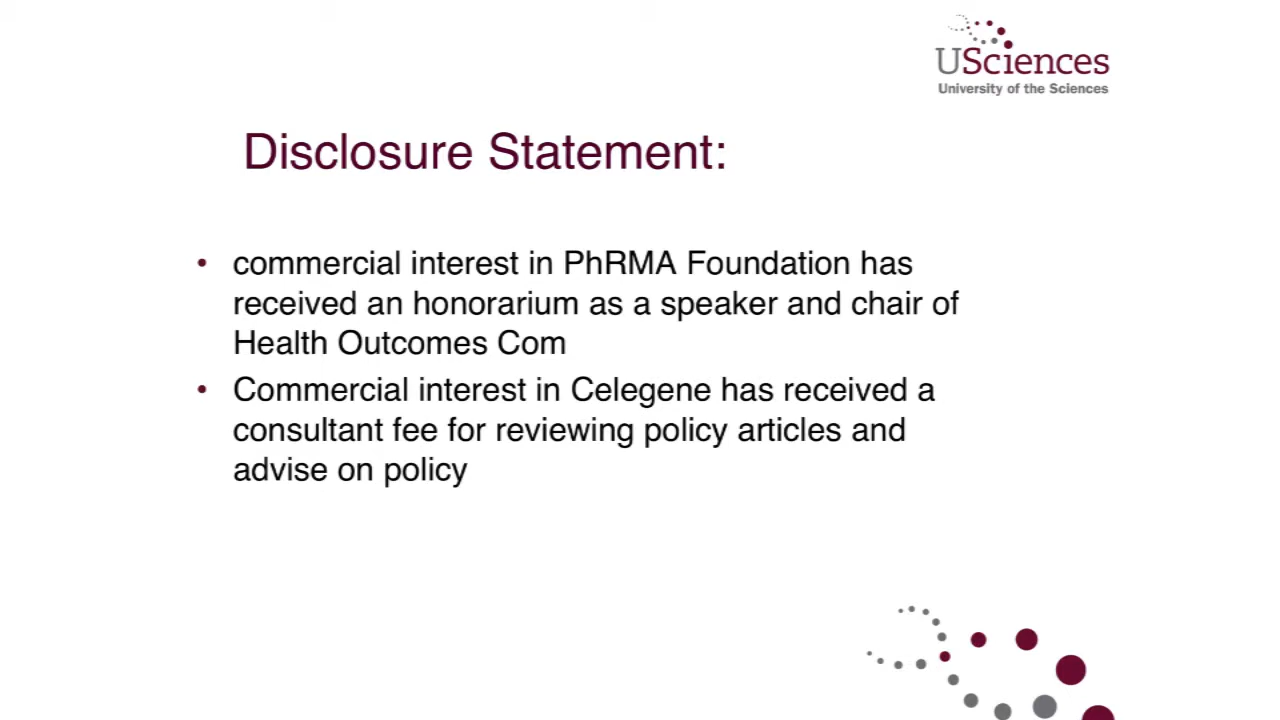 USciences
University of the Sciences
Disclosure Statement:
• commercial interest in PhRMA Foundation has
received an honorarium as a speaker and chair of
Health Outcomes Com
• Commercial interest in Celegene has received a
consultant fee for reviewing policy articles and
advise on policy